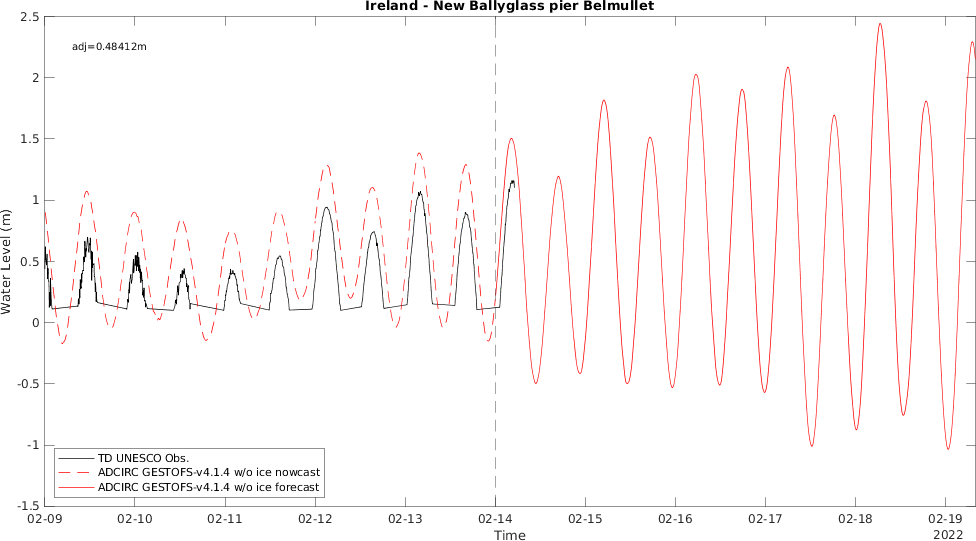 Ireland - New Ballyglass pier Belmullet
adj=0.48412m
Water Level (m)
2.5
2
1.5
1
0.5
0
-0.5
-1
-1.5
TD UNESCO Obs.
ADCIRC GESTOFS-v4.1.4 w/o ice nowcast
ADCIRC GESTOFS-v4.1.4 w/o ice forecast
02-09 02-10 02-11 02-12 02-13 02-14 02-15 02-16 02-17 02-18 02-19
Time 2022